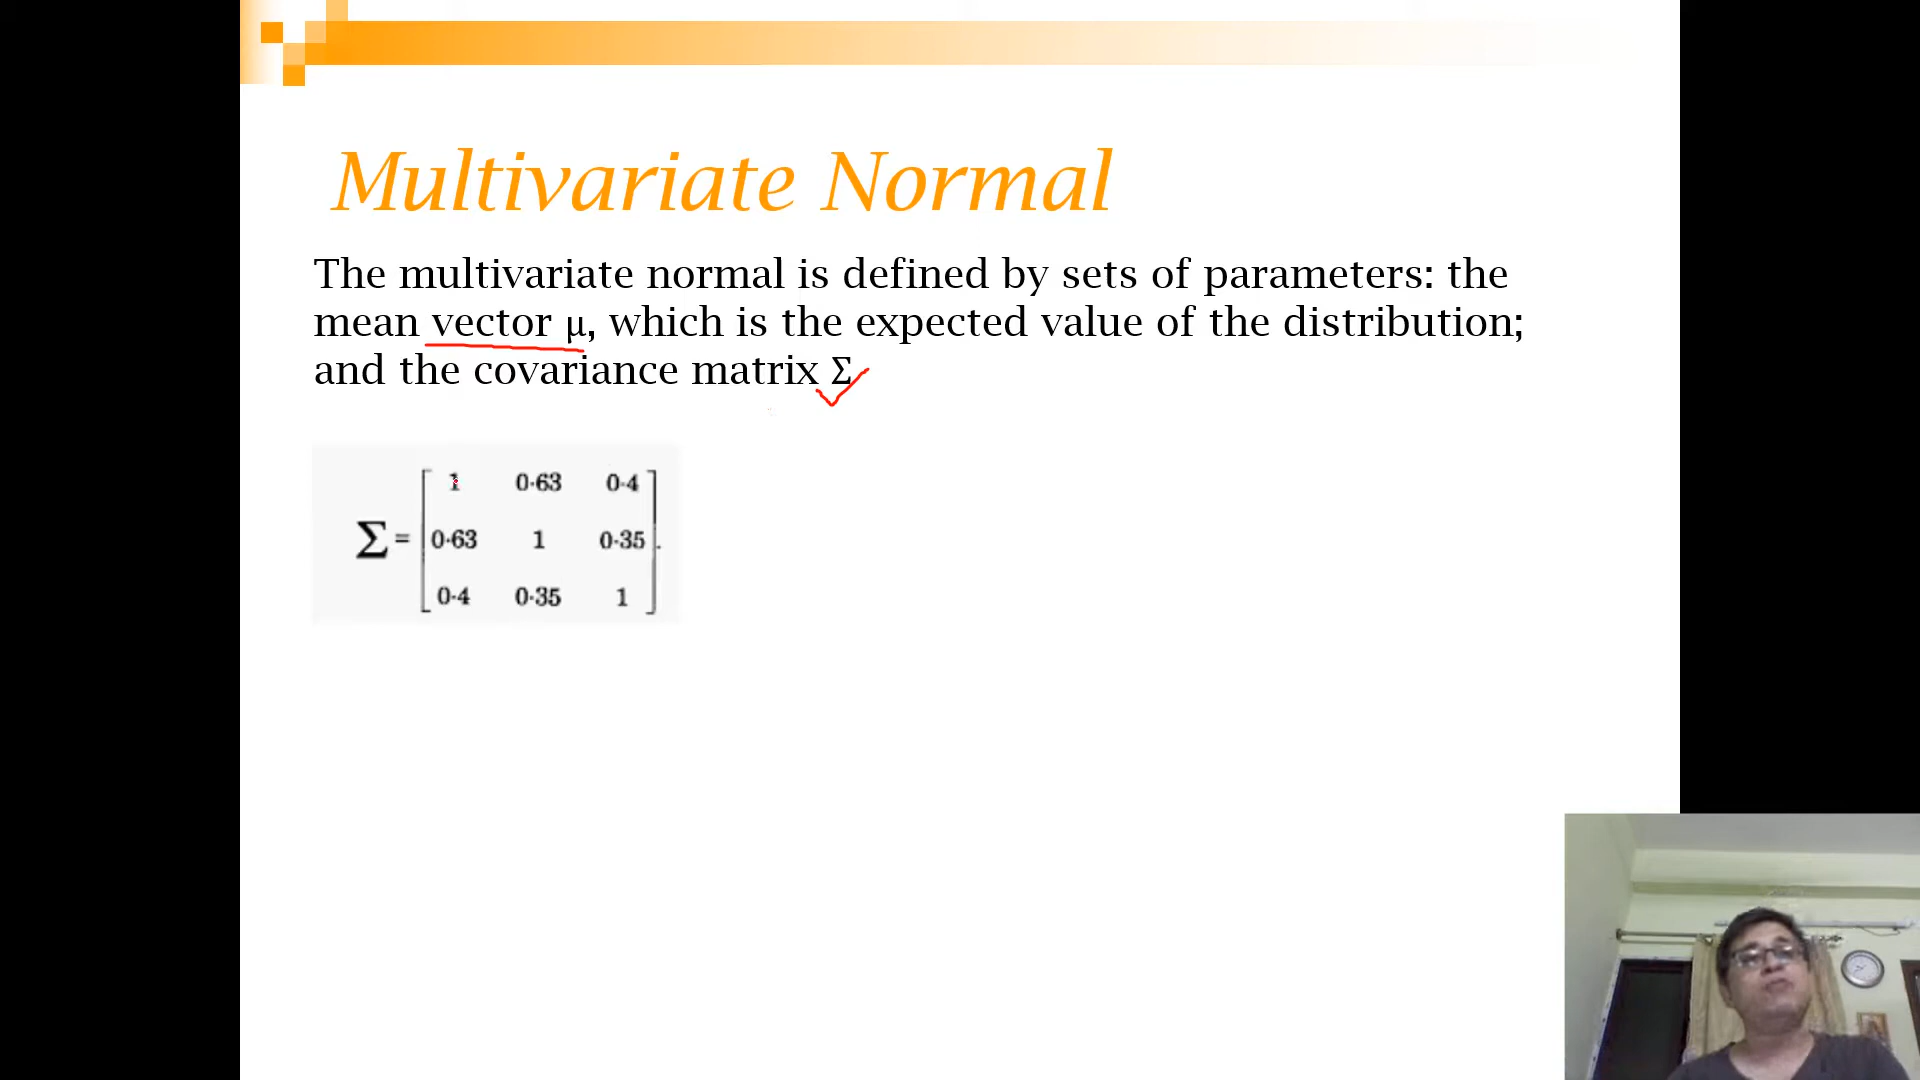 Multivariate Normal
The multivariate normal is defined by sets of parameters: the
mean vector μ, which is the expected value of the distribution;
and the covariance matrix Σ
1 0·63 0·4
Σ = 0·63 1 0·35 .
0·4 0·35 1